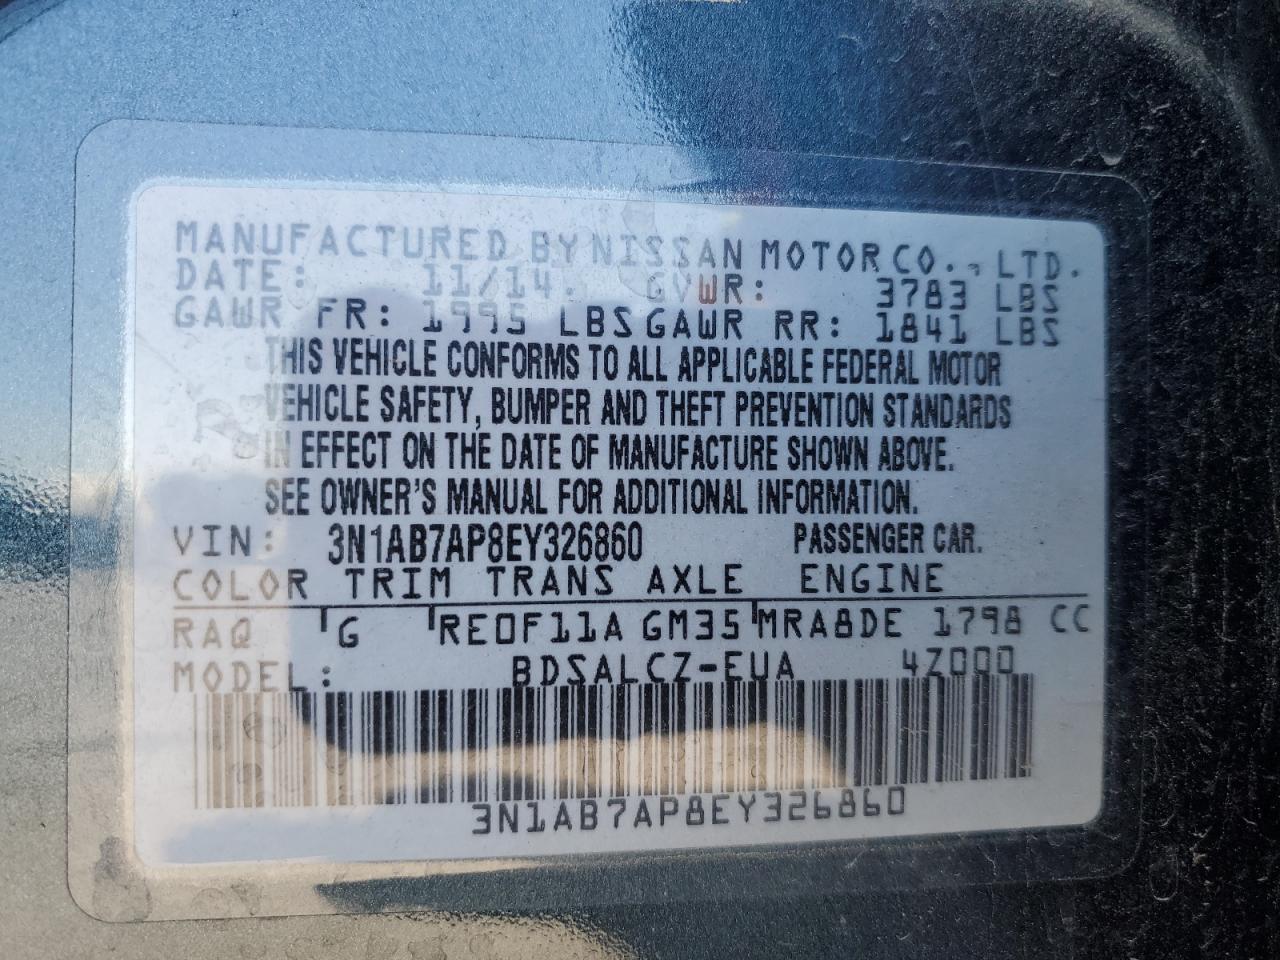 MANUFACTURED BY NISSAN MOTOR CO., LTD.
DATE: 11/14. GVWR: 3783 LBS
GAWR FR: 1995 LBS GAWR RR: 1841 LBS
THIS VEHICLE CONFORMS TO ALL APPLICABLE FEDERAL MOTOR
VEHICLE SAFETY, BUMPER AND THEFT PREVENTION STANDARDS
IN EFFECT ON THE DATE OF MANUFACTURE SHOWN ABOVE.
SEE OWNER'S MANUAL FOR ADDITIONAL INFORMATION.
VIN: 3N1AB7AP8EY326860 PASSENGER CAR.
COLOR TRIM TRANS AXLE ENGINE
RAQ G RE0F11A GM35 MRA8DE 1798 CC
MODEL: BDSALCZ-EUA 4Z000
3N1AB7AP8EY326860